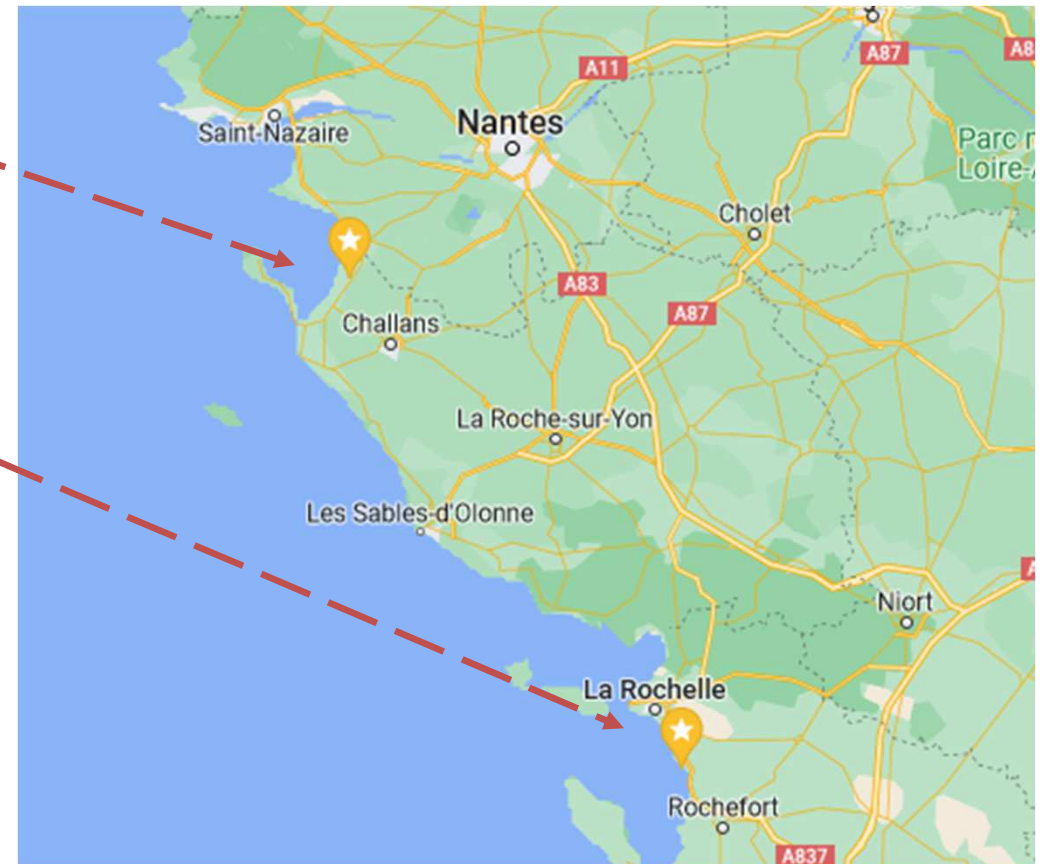 A11
A87
A8
Saint-Nazaire
Nantes
Parc
Loire-
Cholet
A83
A87
Challans
La Roche-sur-Yon
Les Sables-d'Olonne
Niort
La Rochelle
Rochefort
A837